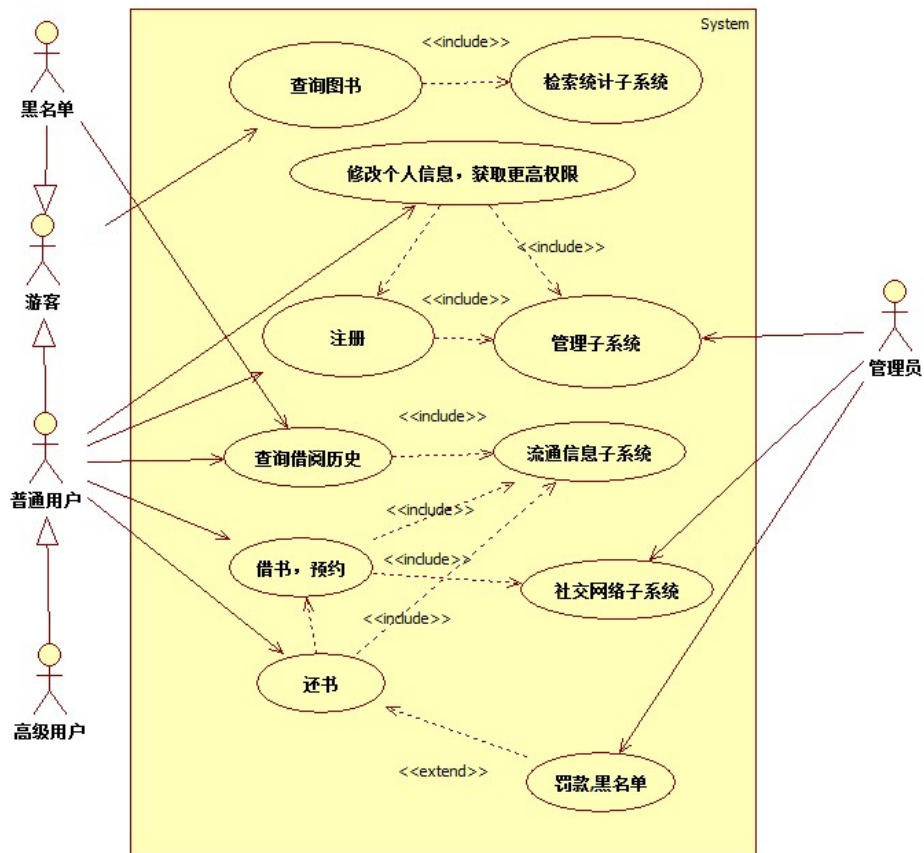 System
<<include>>
查询图书
检索统计子系统
黑名单
修改个人信息，获取更高权限
<<include>>
游客
<<include>>
注册
管理子系统
管理员
<<include>>
查询借阅历史
流通信息子系统
普通用户
<<include>>
<<include>>
借书，预约
社交网络子系统
<<include>>
还书
高级用户
<<extend>>
罚款,黑名单